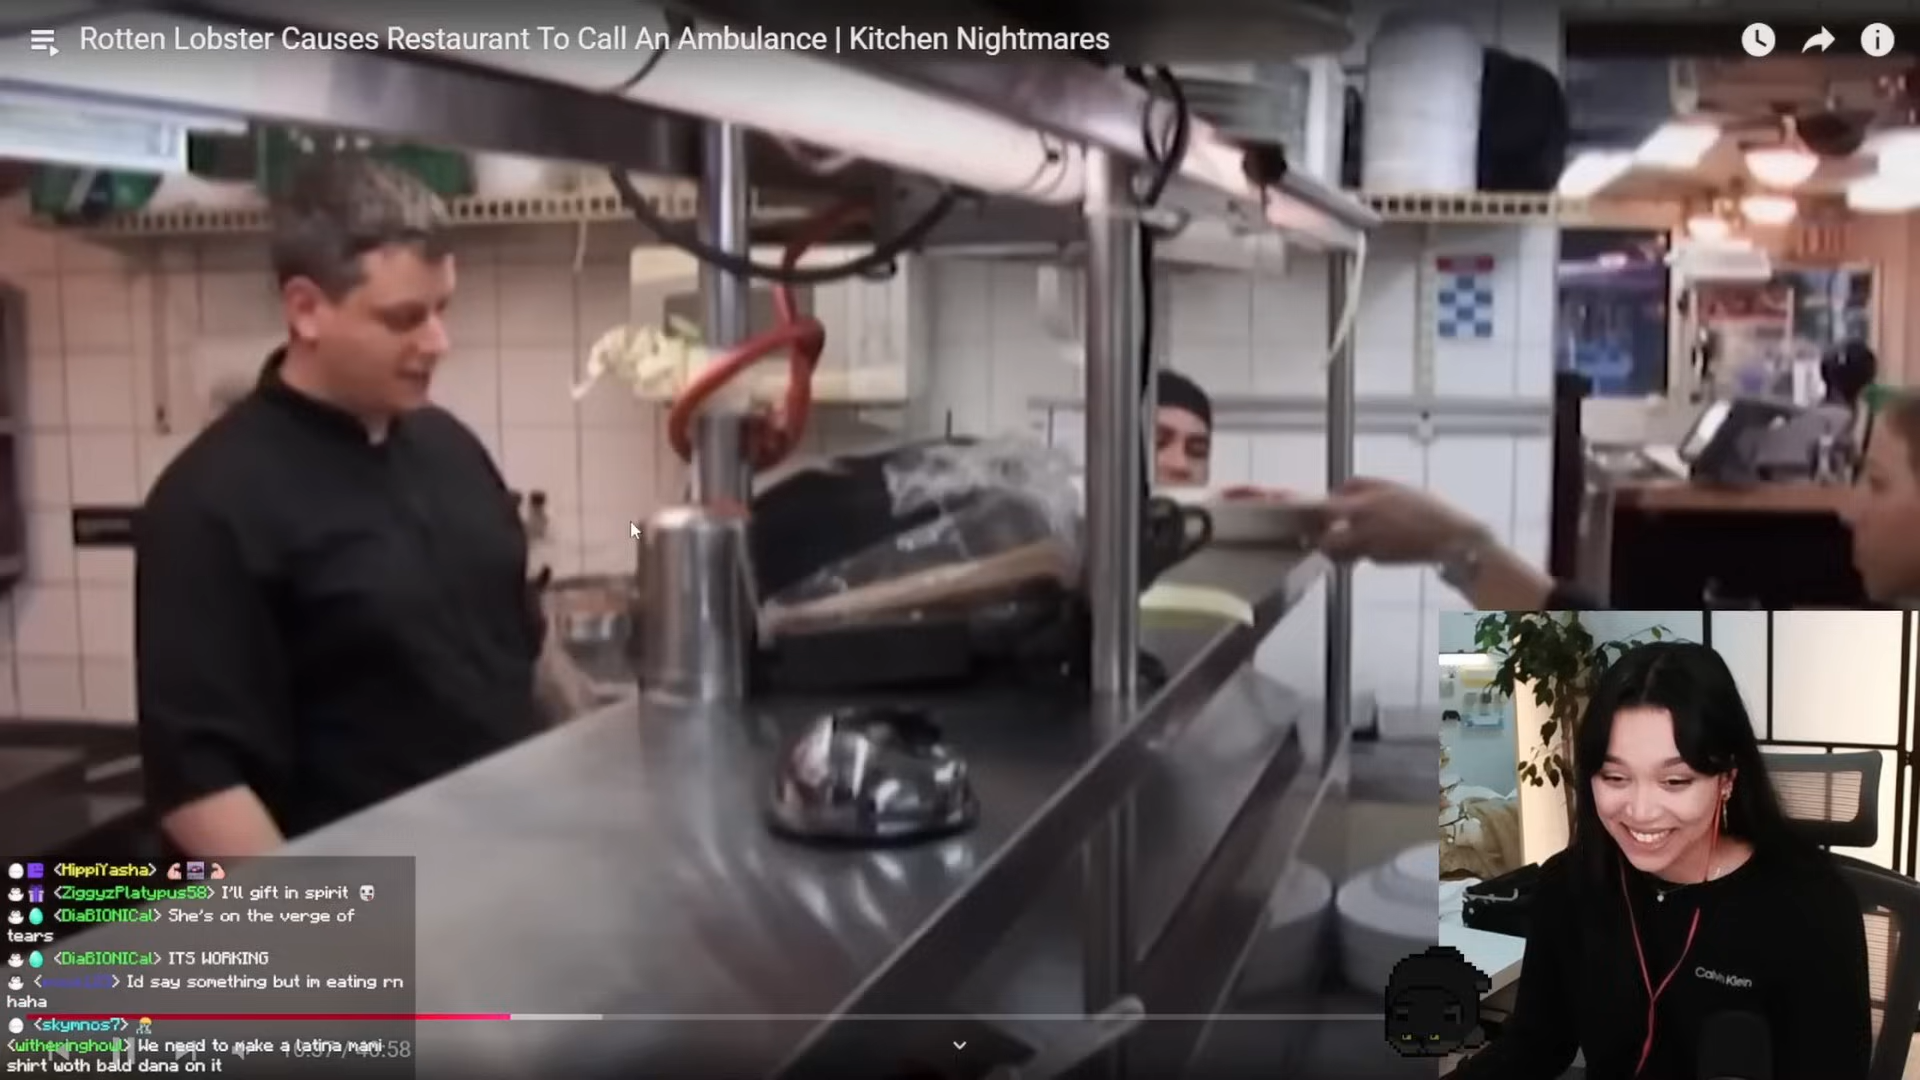 Rotten Lobster Causes Restaurant To Call An Ambulance | Kitchen Nightmares
<HippiYasha>
<ZiggyzPlatypus58> I'll gift in spirit
<DiaBIONICal> She's on the verge of
tears
<DiaBIONICal> ITS WORKING
Id say something but im eating rn
haha
<skymnos7>
<witheringhoul> We need to make a latina mani
shirt woth bald dana on it
Calvin Klein